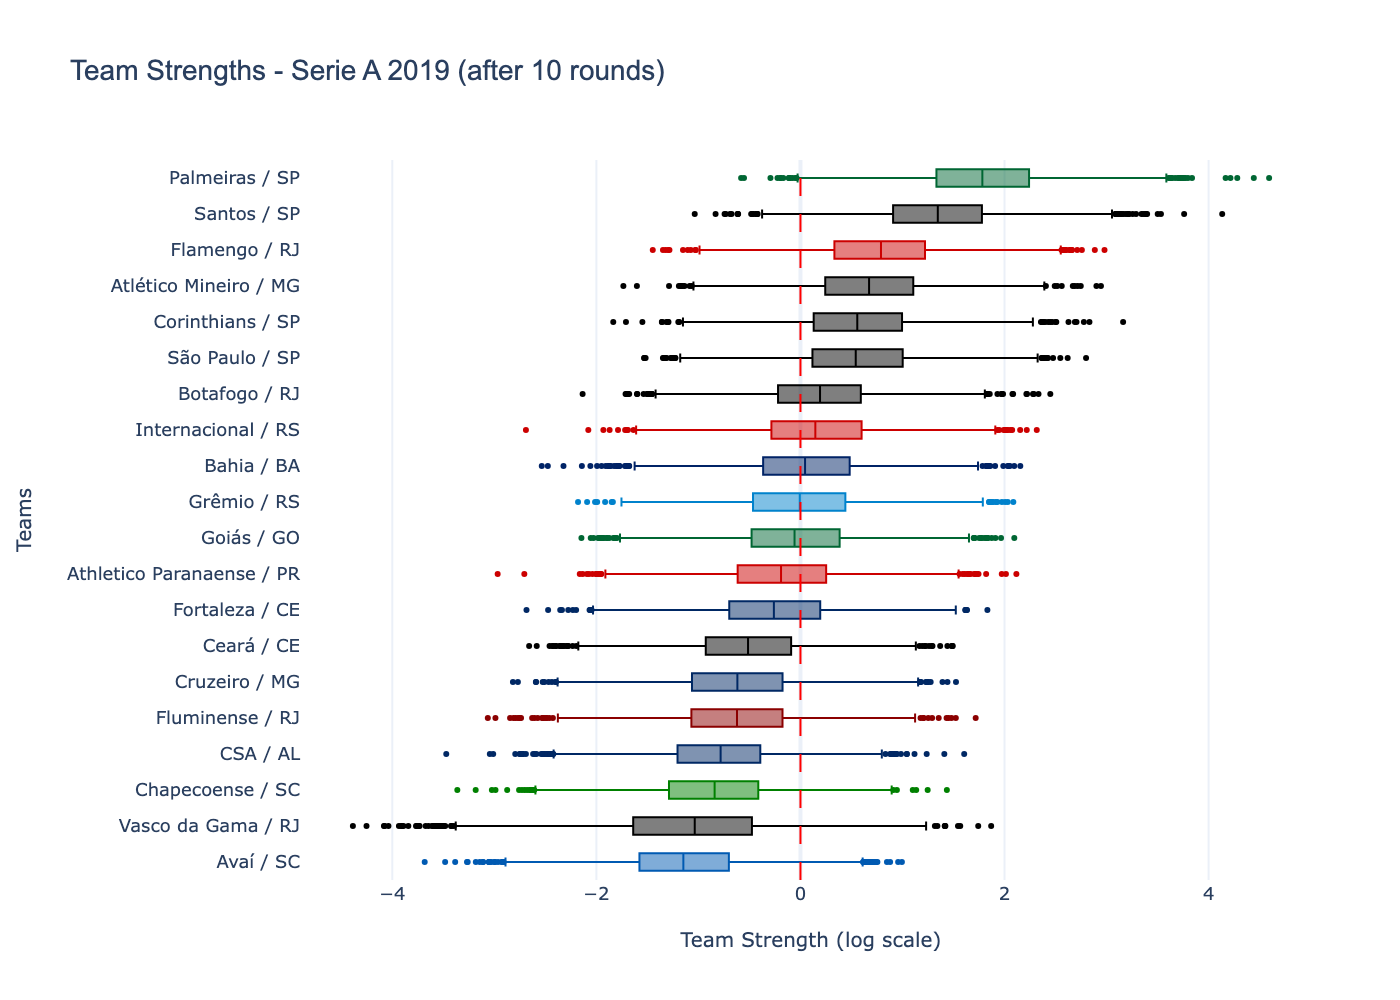 Team Strengths - Serie A 2019 (after 10 rounds)
Teams
Palmeiras / SP
Santos / SP
Flamengo / RJ
Atlético Mineiro / MG
Corinthians / SP
São Paulo / SP
Botafogo / RJ
Internacional / RS
Bahia / BA
Grêmio / RS
Goiás / GO
Athletico Paranaense / PR
Fortaleza / CE
Ceará / CE
Cruzeiro / MG
Fluminense / RJ
CSA / AL
Chapecoense / SC
Vasco da Gama / RJ
Avaí / SC
−4 −2 0 2 4
Team Strength (log scale)